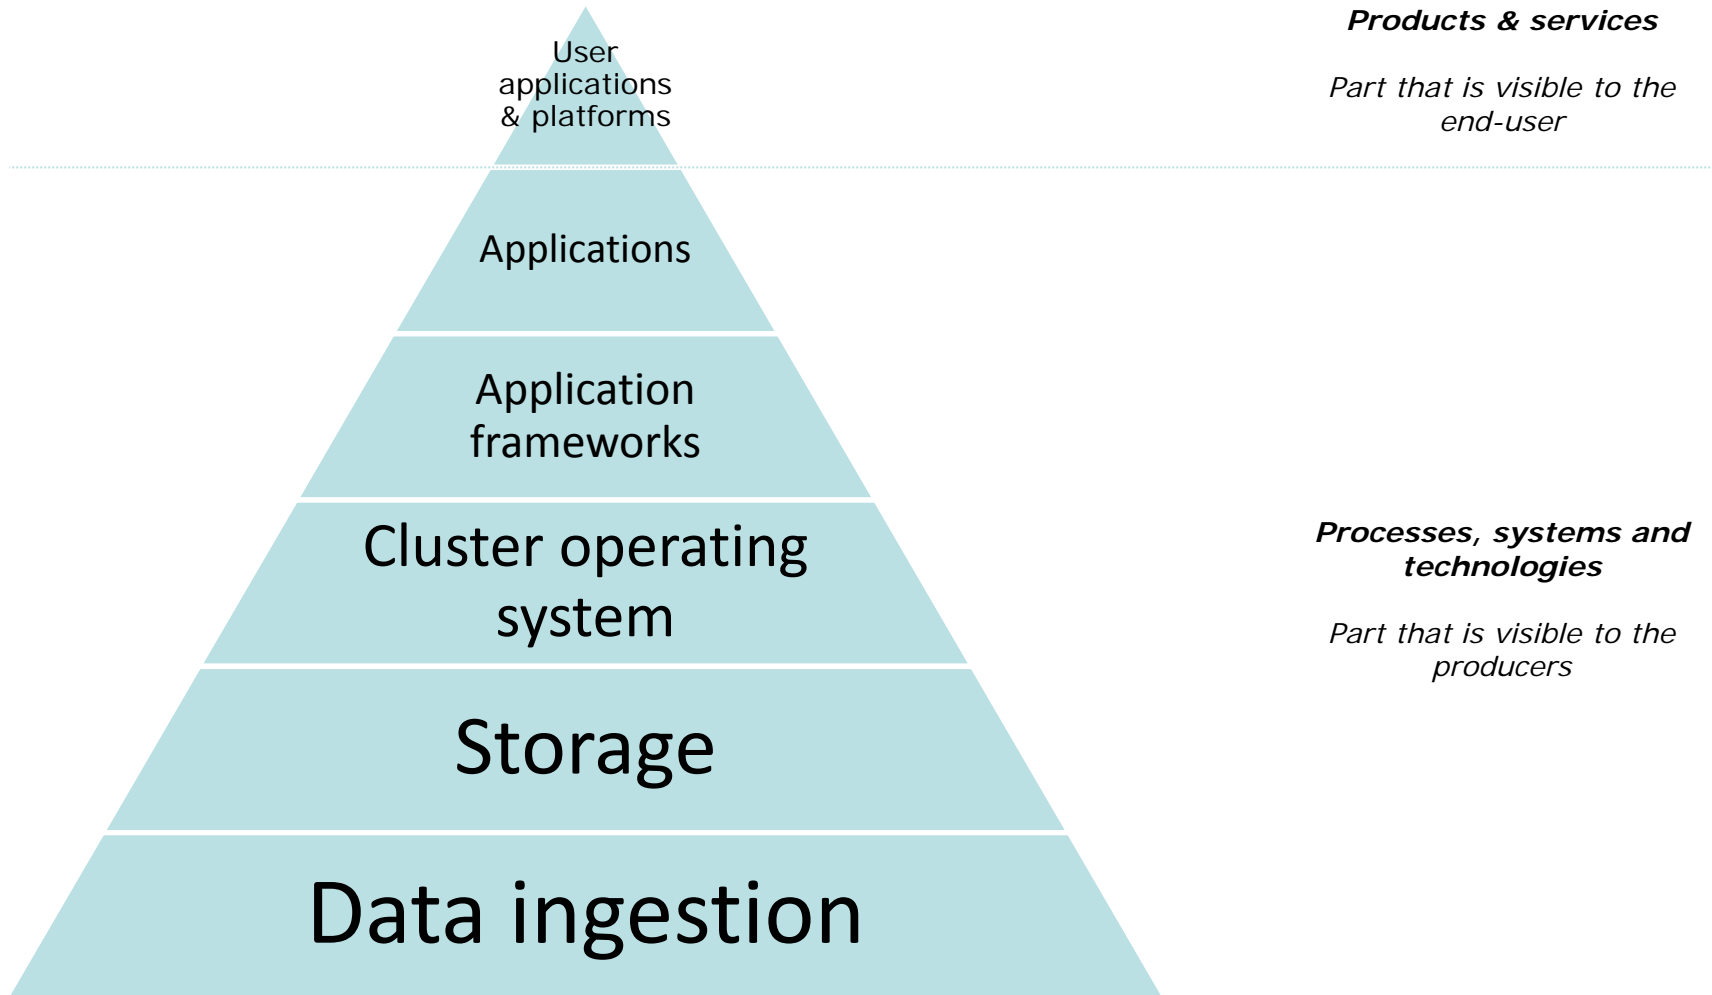 User
applications
& platforms
Products & services
Part that is visible to the
end-user
Applications
Application
frameworks
Cluster operating
system
Processes, systems and
technologies
Part that is visible to the
producers
Storage
Data ingestion